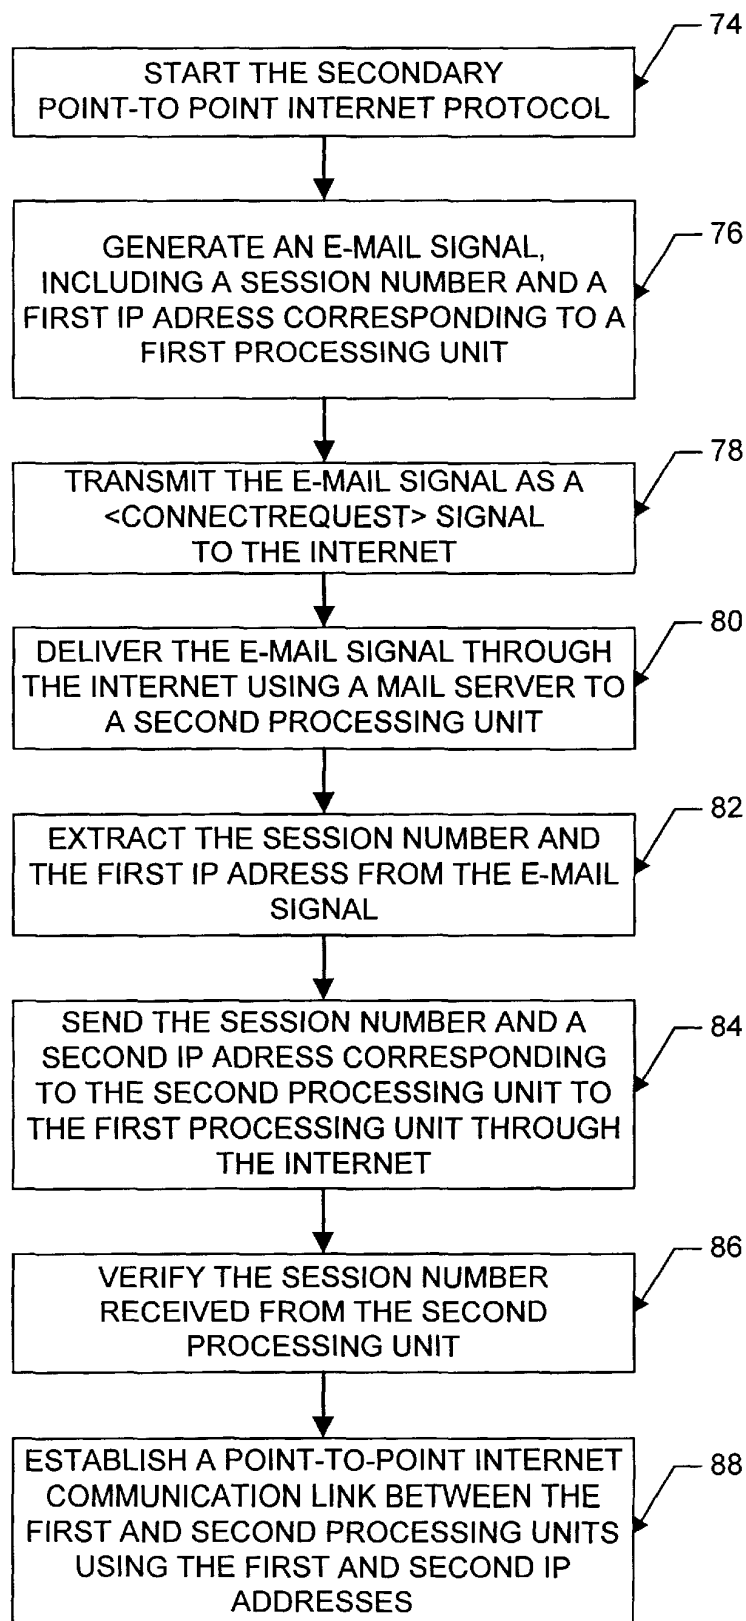 74
START THE SECONDARY
POINT-TO POINT INTERNET PROTOCOL
76
GENERATE AN E-MAIL SIGNAL,
INCLUDING A SESSION NUMBER AND A
FIRST IP ADRESS CORRESPONDING TO A
FIRST PROCESSING UNIT
78
TRANSMIT THE E-MAIL SIGNAL AS A
<CONNECTREQUEST> SIGNAL
TO THE INTERNET
80
DELIVER THE E-MAIL SIGNAL THROUGH
THE INTERNET USING A MAIL SERVER TO
A SECOND PROCESSING UNIT
82
EXTRACT THE SESSION NUMBER AND
THE FIRST IP ADRESS FROM THE E-MAIL
SIGNAL
84
SEND THE SESSION NUMBER AND A
SECOND IP ADRESS CORRESPONDING
TO THE SECOND PROCESSING UNIT TO
THE FIRST PROCESSING UNIT THROUGH
THE INTERNET
86
VERIFY THE SESSION NUMBER
RECEIVED FROM THE SECOND
PROCESSING UNIT
88
ESTABLISH A POINT-TO-POINT INTERNET
COMMUNICATION LINK BETWEEN THE
FIRST AND SECOND PROCESSING UNITS
USING THE FIRST AND SECOND IP
ADDRESSES